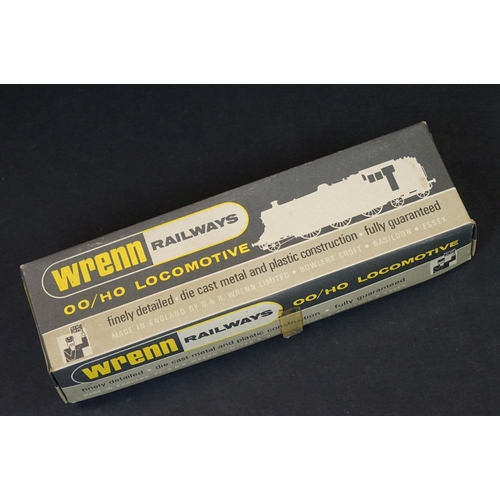 wrenn RAILWAYS
OO/HO LOCOMOTIVE
finely detailed · die cast metal and plastic construction · fully guaranteed
MADE IN ENGLAND BY G & R WRENN LIMITED · BOWLERS CROFT · BASILDON · ESSEX
wrenn RAILWAYS OO/HO LOCOMOTIVE
finely detailed · die cast metal and plastic construction · fully guaranteed